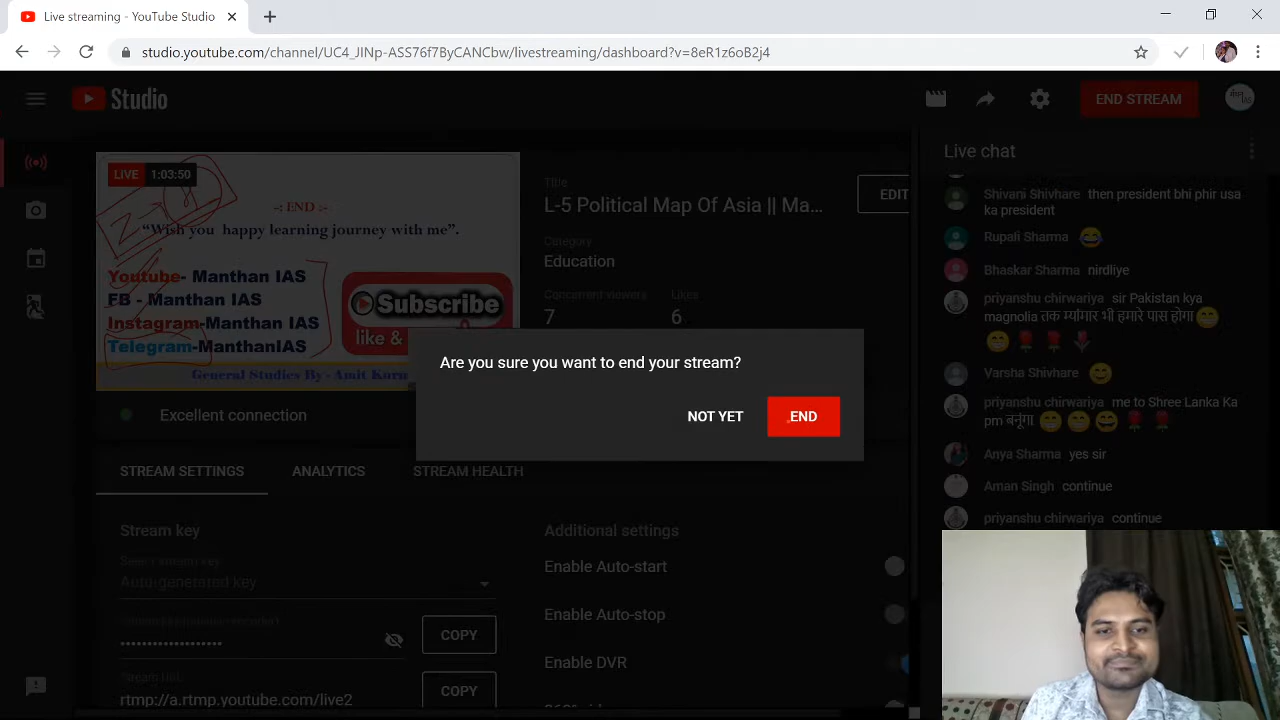 Live streaming - YouTube Studio
studio.youtube.com/channel/UC4_JINp-ASS76f7ByCANCbw/livestreaming/dashboard?v=8eR1z6oB2j4
Studio
END STREAM
LIVE 1:03:50
-: END :-
“Wish you happy learning journey with me”.
Youtube- Manthan IAS
FB - Manthan IAS
Instagram-Manthan IAS
Telegram-ManthanIAS
Subscribe
like &
General Studies By - Amit
Title
L-5 Political Map Of Asia || Ma...
EDIT
Category
Education
Concurrent viewers
7
Likes
6
Are you sure you want to end your stream?
NOT YET
END
Excellent connection
STREAM SETTINGS
ANALYTICS
STREAM HEALTH
Stream key
Select stream key
Auto-generated key
COPY
Stream URL
rtmp://a.rtmp.youtube.com/live2
COPY
Additional settings
Enable Auto-start
Enable Auto-stop
Enable DVR
Live chat
Shivani Shivhare then president bhi phir usa
ka president
Rupali Sharma 😂
Bhaskar Sharma nirdliye
priyanshu chirwariya sir Pakistan kya
magnolia तक म्यांमार भी हमारे पास होगा 😁
😁🌹🌹🌷
Varsha Shivhare 😊
priyanshu chirwariya me to Shree Lanka Ka
pm बनूंगा 😁😁😄🌹🌹
Anya Sharma yes sir
Aman Singh continue
priyanshu chirwariya continue